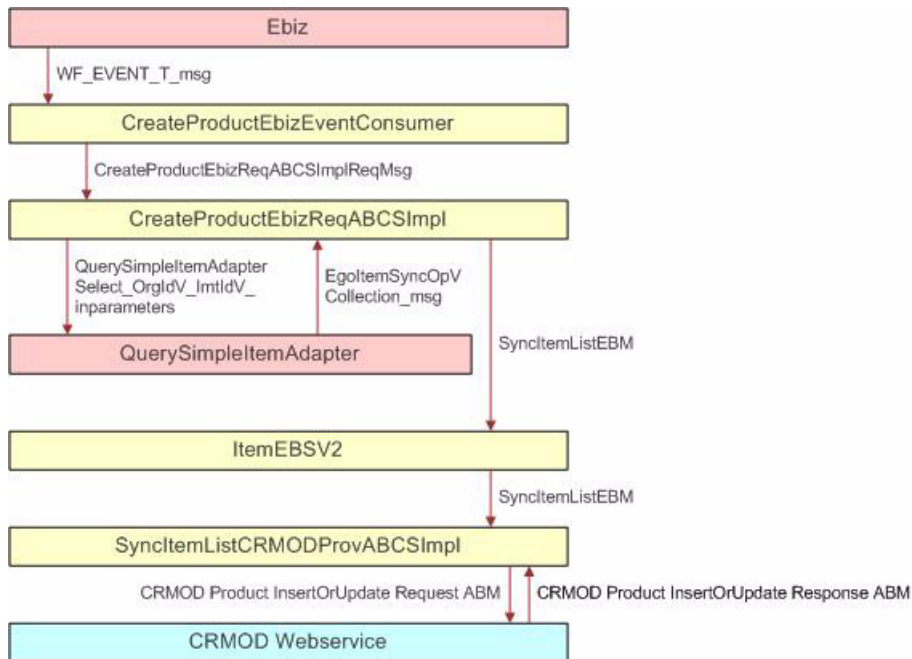 Ebiz
WF_EVENT_T_msg
CreateProductEbizEventConsumer
CreateProductEbizReqABCSImplReqMsg
CreateProductEbizReqABCSImpl
QuerySimpleItemAdapter
Select_OrgIdV_ImtIdV_
inparameters
EgoItemSyncOpV
Collection_msg
SyncItemListEBM
QuerySimpleItemAdapter
ItemEBSV2
SyncItemListEBM
SyncItemListCRMODProvABCSImpl
CRMOD Product InsertOrUpdate Request ABM
CRMOD Product InsertOrUpdate Response ABM
CRMOD Webservice